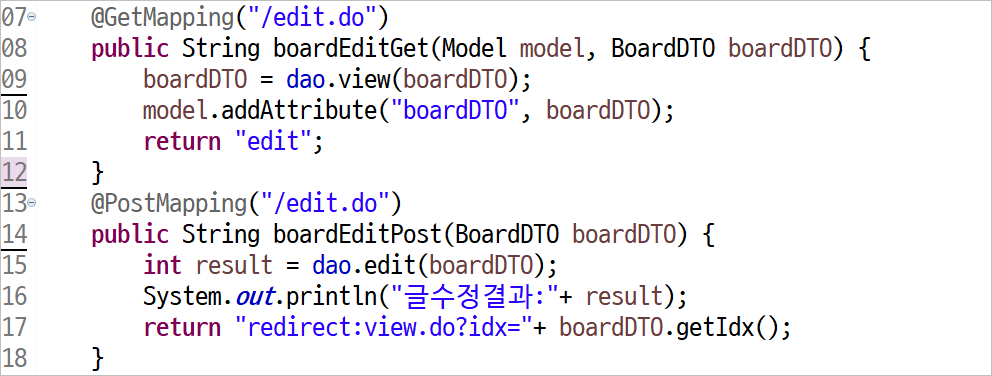 07 @GetMapping("/edit.do")
08 public String boardEditGet(Model model, BoardDTO boardDTO) {
09 boardDTO = dao.view(boardDTO);
10 model.addAttribute("boardDTO", boardDTO);
11 return "edit";
12 }
13 @PostMapping("/edit.do")
14 public String boardEditPost(BoardDTO boardDTO) {
15 int result = dao.edit(boardDTO);
16 System.out.println("글수정결과:"+ result);
17 return "redirect:view.do?idx="+ boardDTO.getIdx();
18 }